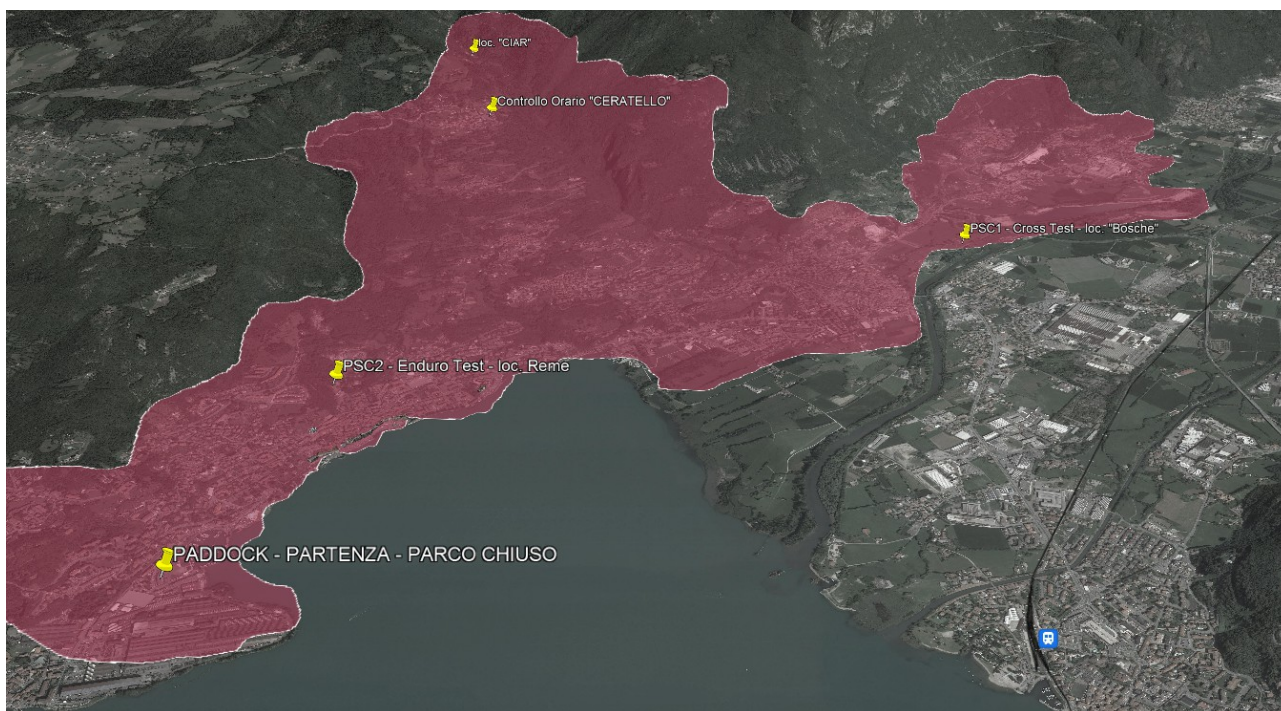 loc. "CIAR"
Controllo Orario "CERATELLO"
PSC1 - Cross Test - loc. "Bosche"
PSC2 - Enduro Test - loc. Reme
PADDOCK - PARTENZA - PARCO CHIUSO